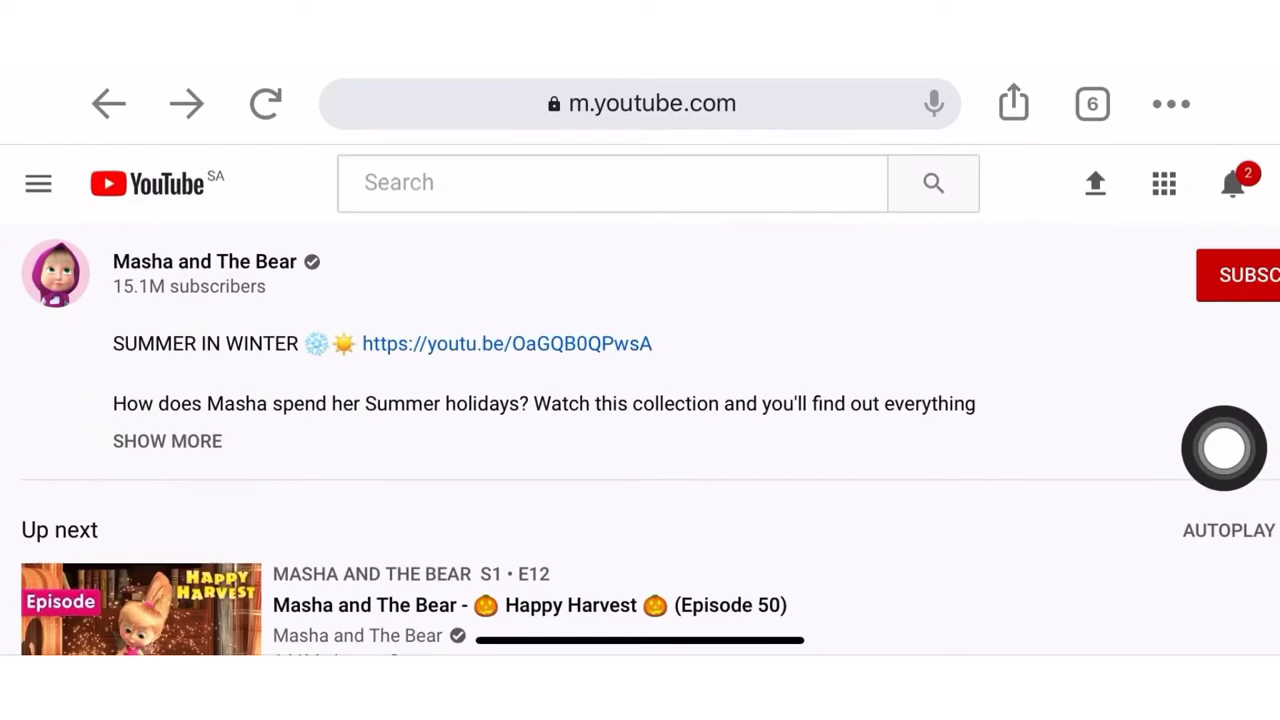 m.youtube.com
6
YouTube SA
Search
2
Masha and The Bear
15.1M subscribers
SUBSC
SUMMER IN WINTER ❄️☀️ https://youtu.be/OaGQB0QPwsA
How does Masha spend her Summer holidays? Watch this collection and you'll find out everything
SHOW MORE
Up next
AUTOPLAY
HAPPY
HARVEST
Episode
MASHA AND THE BEAR S1 • E12
Masha and The Bear - 🎃 Happy Harvest 🎃 (Episode 50)
Masha and The Bear